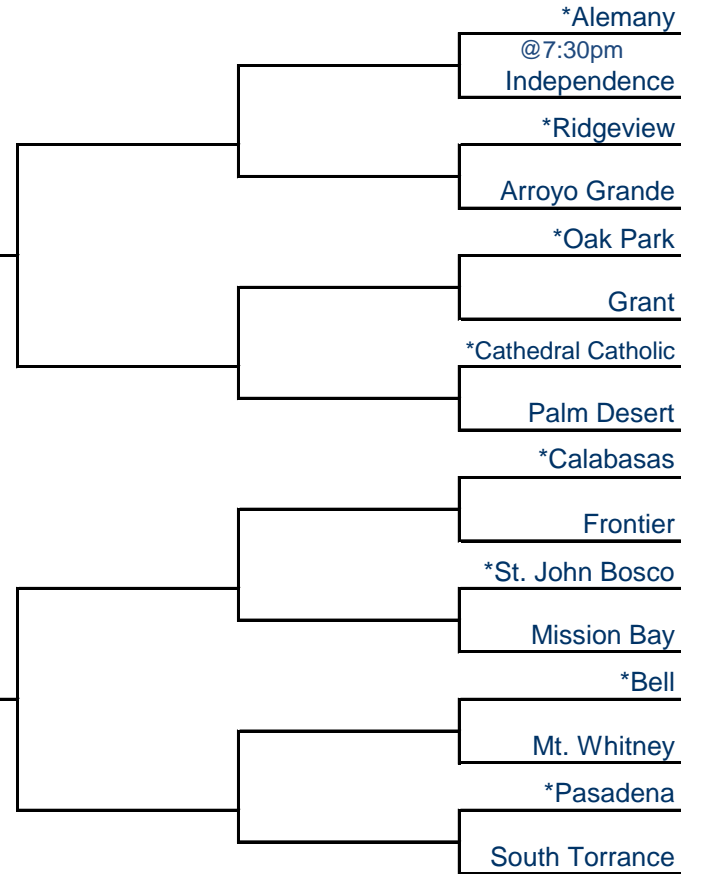 *Alemany
@7:30pm
Independence
*Ridgeview
Arroyo Grande
*Oak Park
Grant
*Cathedral Catholic
Palm Desert
*Calabasas
Frontier
*St. John Bosco
Mission Bay
*Bell
Mt. Whitney
*Pasadena
South Torrance